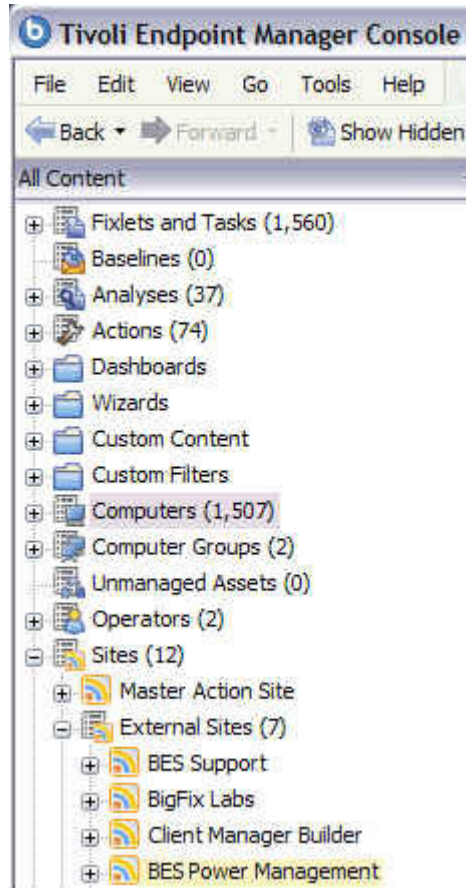 Tivoli Endpoint Manager Console
File Edit View Go Tools Help
Back Forward Show Hidden
All Content
Fixlets and Tasks (1,560)
Baselines (0)
Analyses (37)
Actions (74)
Dashboards
Wizards
Custom Content
Custom Filters
Computers (1,507)
Computer Groups (2)
Unmanaged Assets (0)
Operators (2)
Sites (12)
Master Action Site
External Sites (7)
BES Support
BigFix Labs
Client Manager Builder
BES Power Management